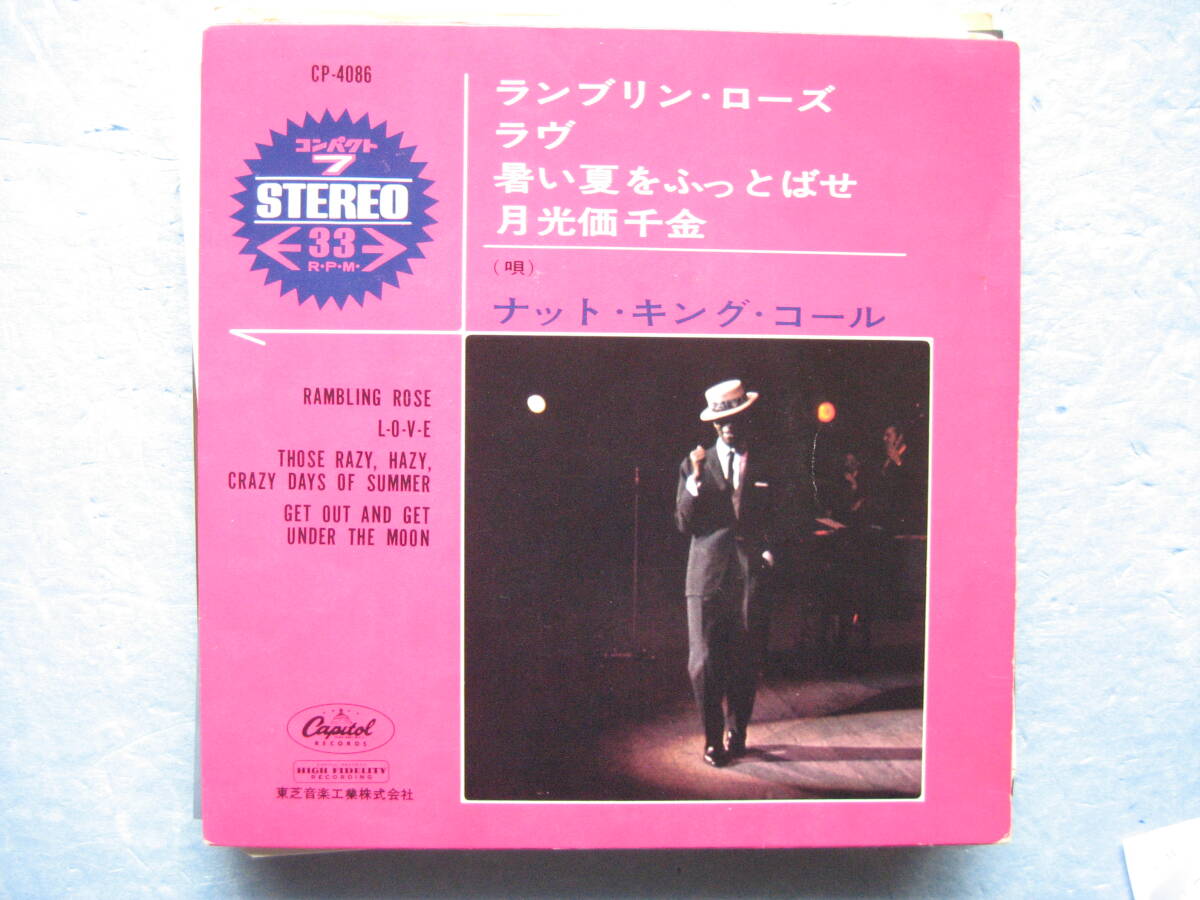 CP-4086
コンパクト
7
STEREO
33
R・P・M・
ランブリン・ローズ
ラヴ
暑い夏をふっとばせ
月光価千金
(唄)
ナット・キング・コール
RAMBLING ROSE
L-O-V-E
THOSE RAZY, HAZY,
CRAZY DAYS OF SUMMER
GET OUT AND GET
UNDER THE MOON
Capitol
RECORDS
HIGH FIDELITY
RECORDING
東芝音楽工業株式会社